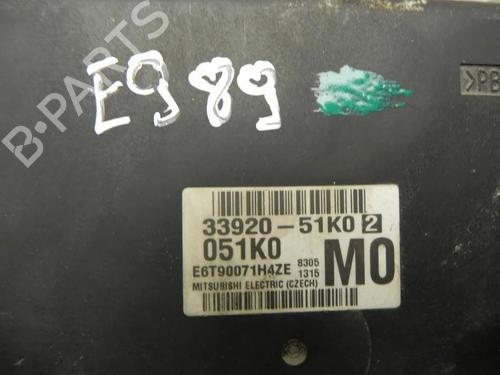 B-PARTS
E989
>PB
33920-51K0 2
051K0
E6T90071H4ZE 8305
1315
M0
MITSUBISHI ELECTRIC (CZECH)